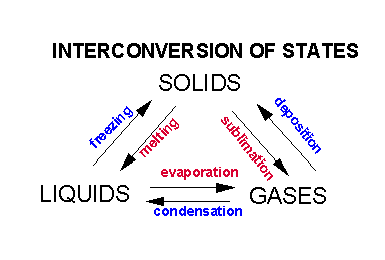 INTERCONVERSION OF STATES
SOLIDS
freezing
melting
sublimation
deposition
evaporation
LIQUIDS
GASES
condensation